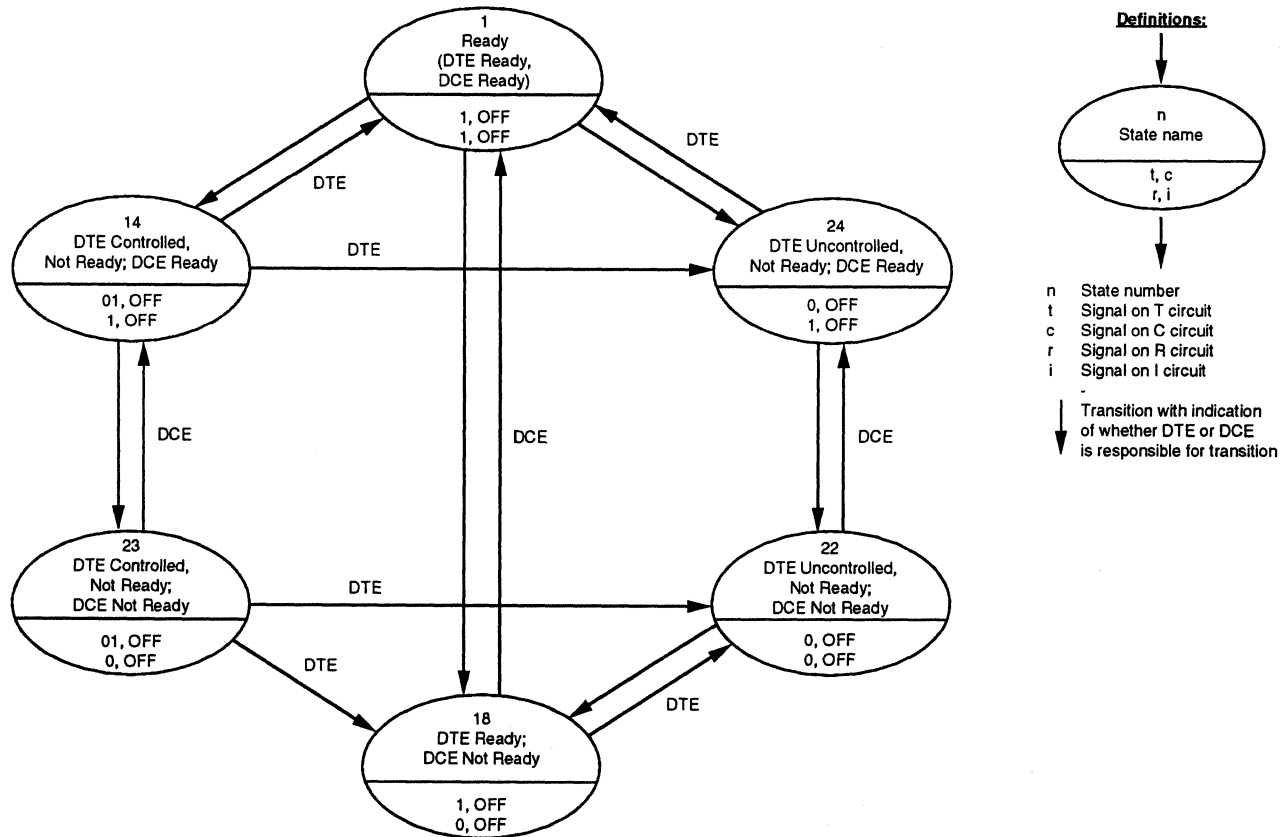 1
Ready
(DTE Ready,
DCE Ready)
1, OFF
1, OFF
DTE
DTE
14
DTE Controlled,
Not Ready; DCE Ready
01, OFF
1, OFF
DTE
24
DTE Uncontrolled,
Not Ready; DCE Ready
0, OFF
1, OFF
DCE
DCE
DCE
23
DTE Controlled,
Not Ready;
DCE Not Ready
01, OFF
0, OFF
DTE
22
DTE Uncontrolled,
Not Ready;
DCE Not Ready
0, OFF
0, OFF
DTE
DTE
18
DTE Ready;
DCE Not Ready
1, OFF
0, OFF
Definitions:
n
State name
t, c
r, i
n State number
t Signal on T circuit
c Signal on C circuit
r Signal on R circuit
i Signal on I circuit
Transition with indication
of whether DTE or DCE
is responsible for transition